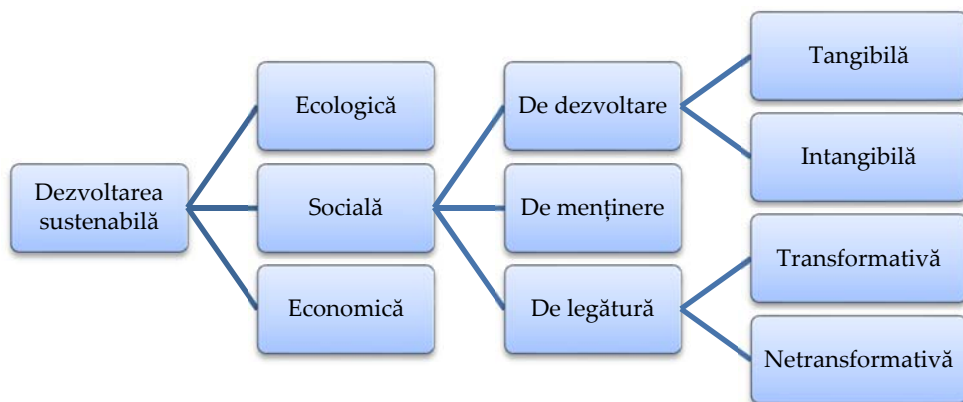 Dezvoltarea
sustenabilă
Ecologică
Socială
Economică
De dezvoltare
De menținere
De legătură
Tangibilă
Intangibilă
Transformativă
Netransformativă